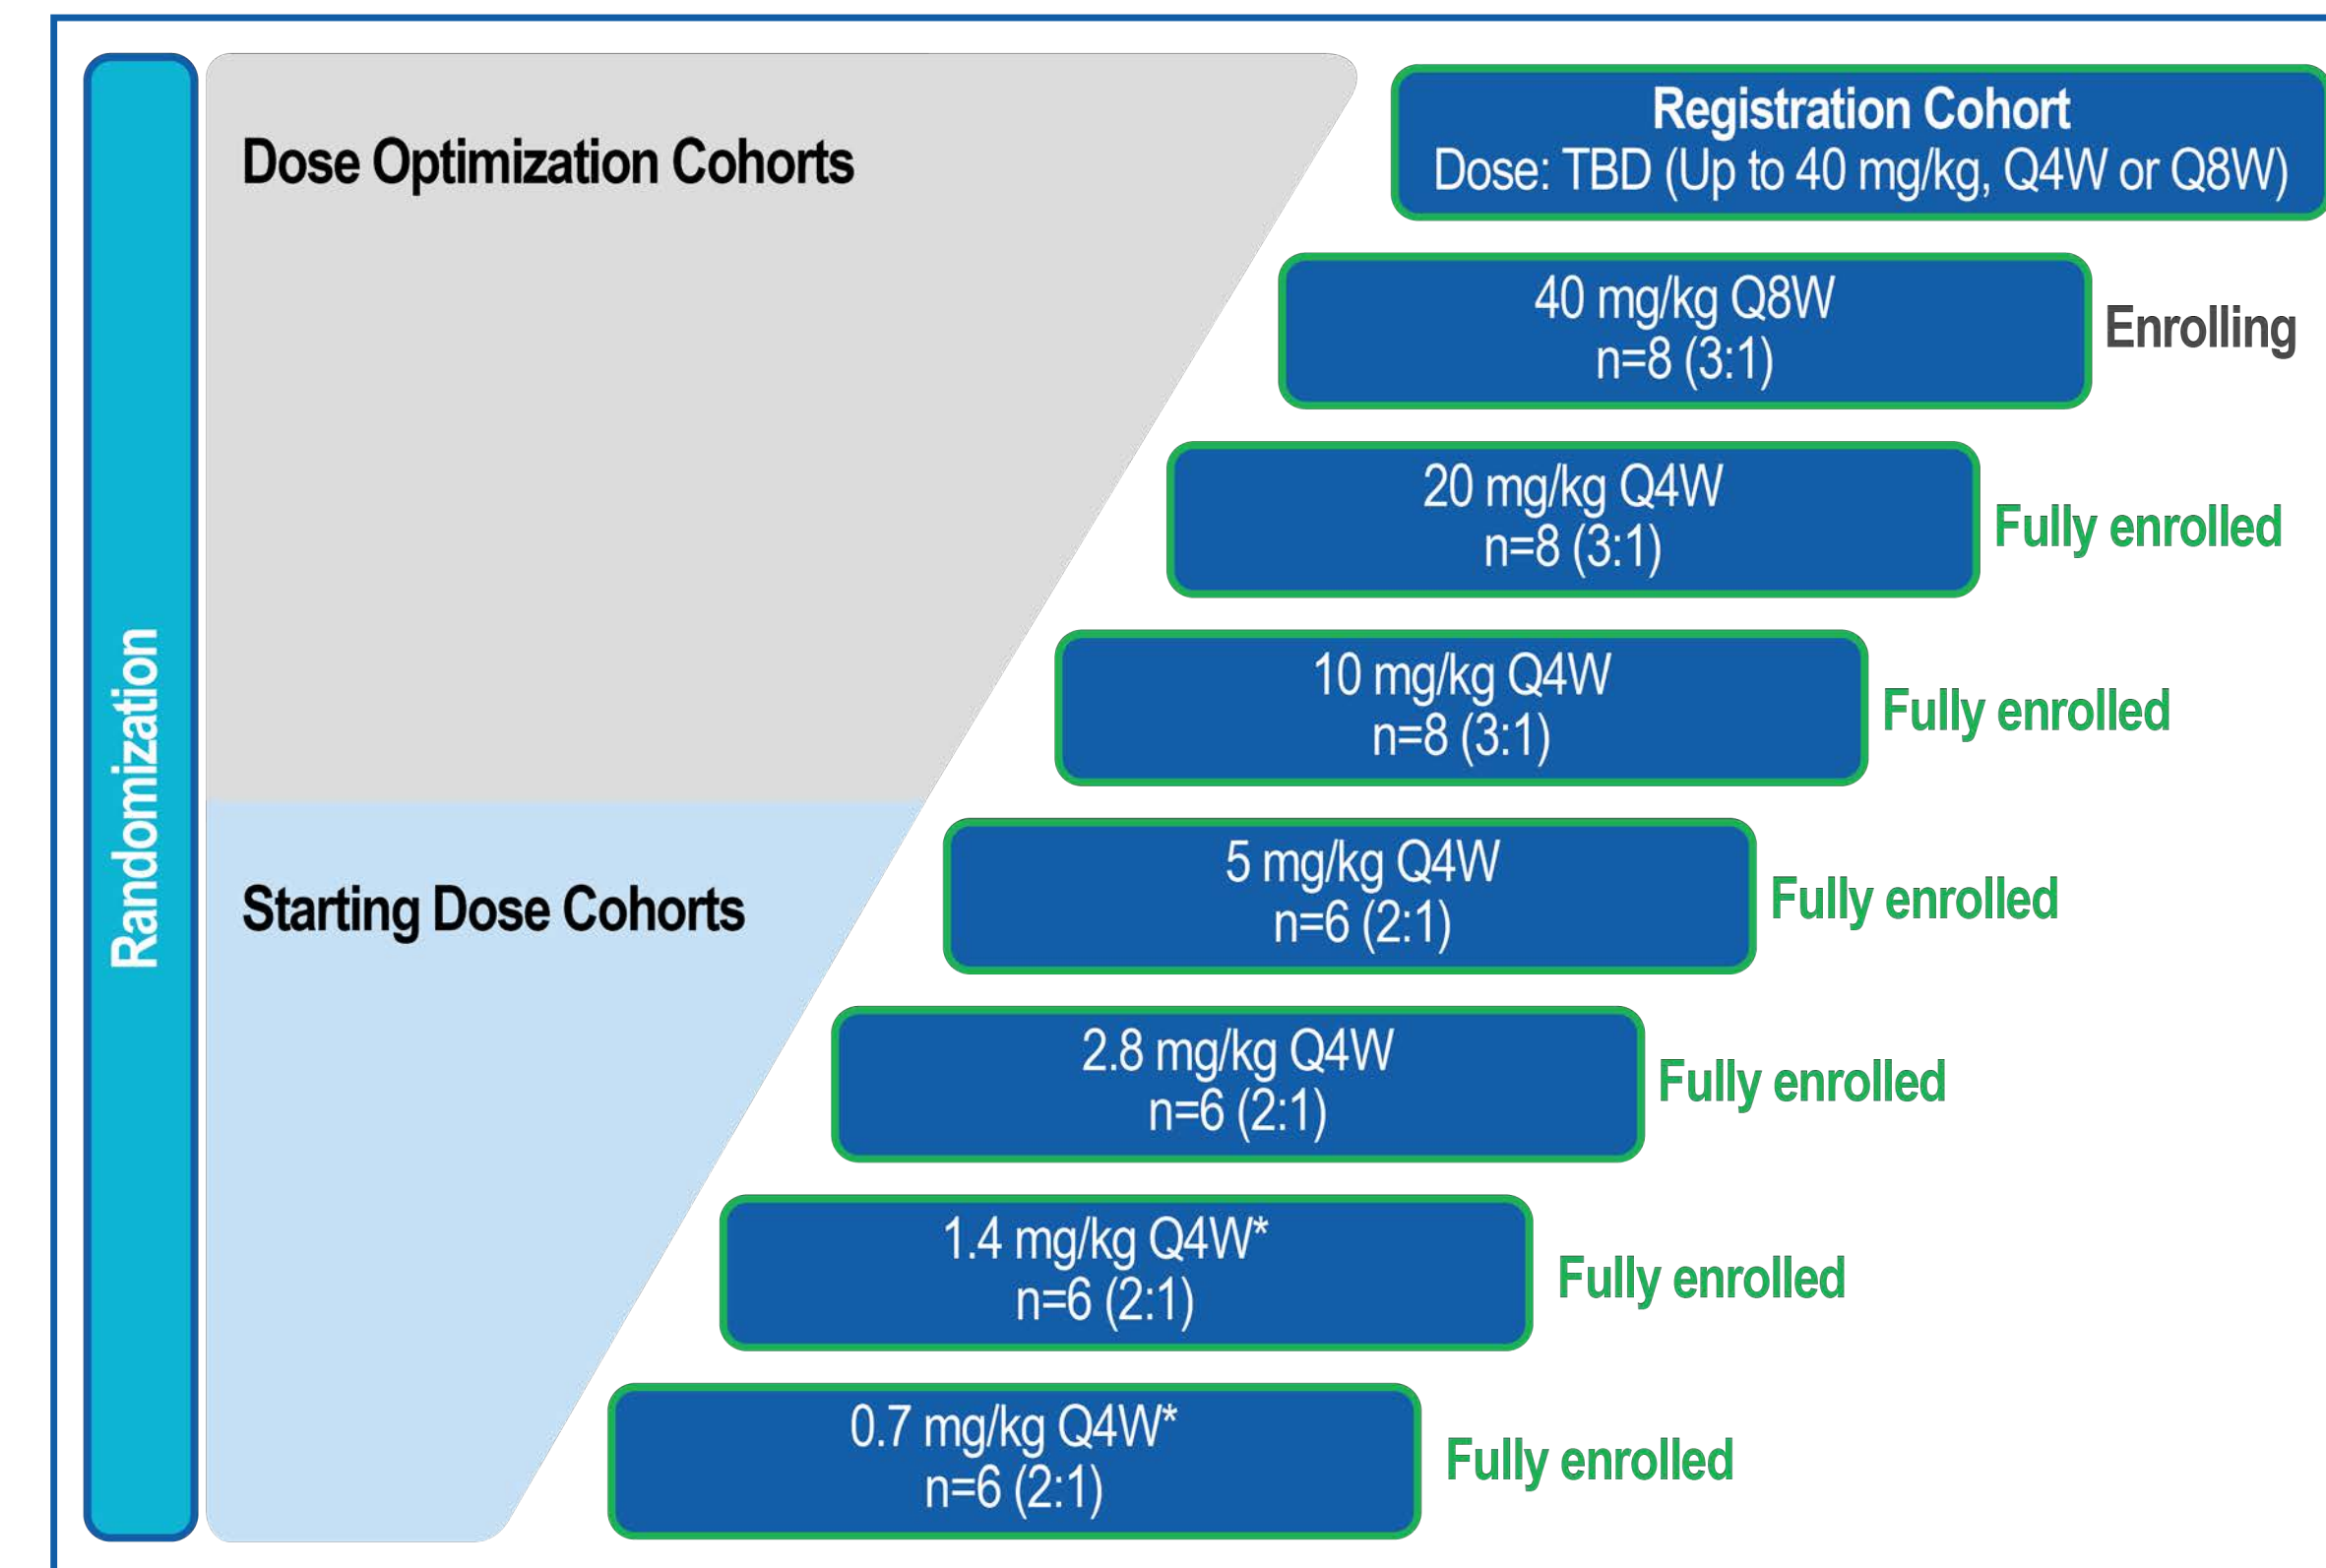 Randomization
Dose Optimization Cohorts
Registration Cohort
Dose: TBD (Up to 40 mg/kg, Q4W or Q8W)
40 mg/kg Q8W
n=8 (3:1)
Enrolling
20 mg/kg Q4W
n=8 (3:1)
Fully enrolled
10 mg/kg Q4W
n=8 (3:1)
Fully enrolled
Starting Dose Cohorts
5 mg/kg Q4W
n=6 (2:1)
Fully enrolled
2.8 mg/kg Q4W
n=6 (2:1)
Fully enrolled
1.4 mg/kg Q4W*
n=6 (2:1)
Fully enrolled
0.7 mg/kg Q4W*
n=6 (2:1)
Fully enrolled